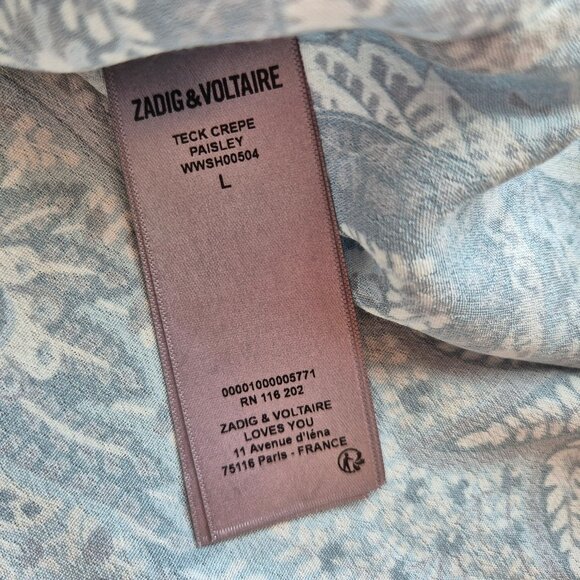 ZADIG & VOLTAIRE
TECK CREPE
PAISLEY
WWSH00504
L
00001000005771
RN 116 202
ZADIG & VOLTAIRE
LOVES YOU
11 Avenue d'Iéna
75116 Paris - FRANCE